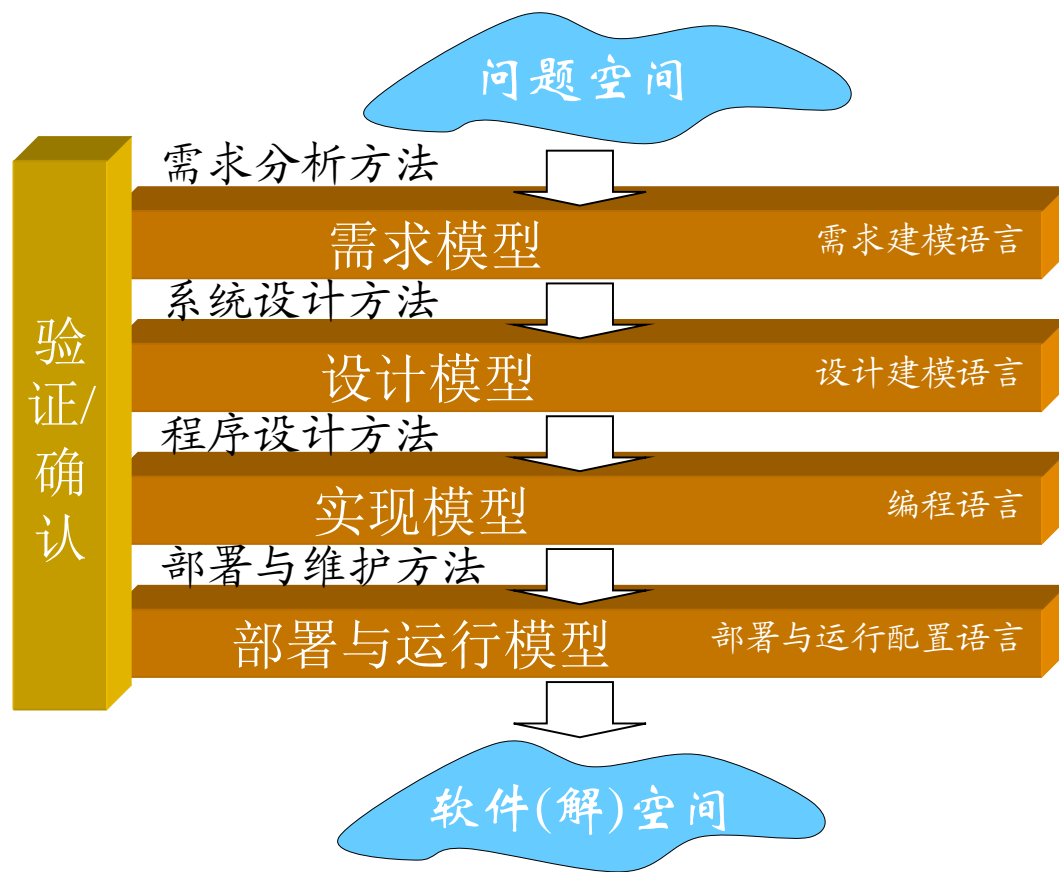 问题空间
需求分析方法
需求模型
需求建模语言
系统设计方法
设计模型
设计建模语言
程序设计方法
实现模型
编程语言
部署与维护方法
部署与运行模型
部署与运行配置语言
验
证/
确
认
软件(解)空间